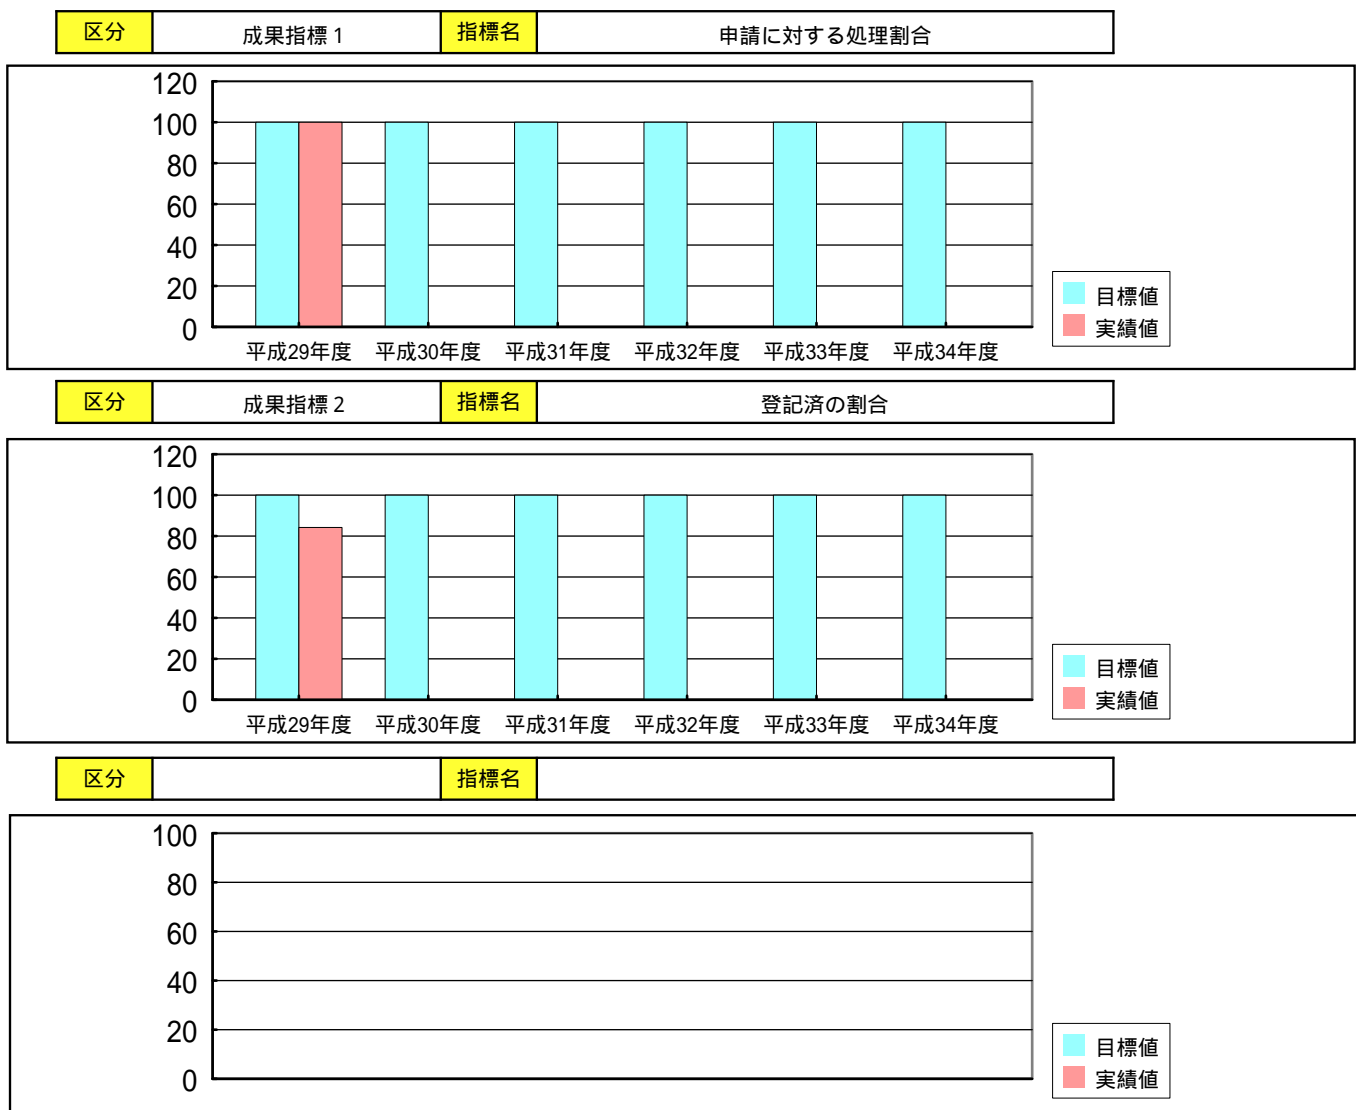 区分 成果指標1 指標名 申請に対する処理割合
120
100
80
60
40
20
0
平成29年度 平成30年度 平成31年度 平成32年度 平成33年度 平成34年度
目標値
実績値
区分 成果指標2 指標名 登記済の割合
120
100
80
60
40
20
0
平成29年度 平成30年度 平成31年度 平成32年度 平成33年度 平成34年度
目標値
実績値
区分 指標名
100
80
60
40
20
0
目標値
実績値